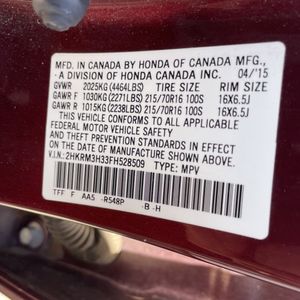 MFD. IN CANADA BY HONDA OF CANADA MFG.,
- A DIVISION OF HONDA CANADA INC. 04/'15
GVWR 2025KG(4464LBS) TIRE SIZE RIM SIZE
GAWR F 1030KG(2271LBS) 215/70R16 100S 16X6.5J
GAWR R 1015KG(2238LBS) 215/70R16 100S 16X6.5J
THIS VEHICLE CONFORMS TO ALL APPLICABLE
FEDERAL MOTOR VEHICLE SAFETY, BUMPER,
AND THEFT PREVENTION STANDARDS IN EFFECT
ON THE DATE OF MANUFACTURE SHOWN ABOVE.
V.I.N.: 2HKRM3H33FH528509 TYPE: MPV
TFF F AA5 -R548P -B -H